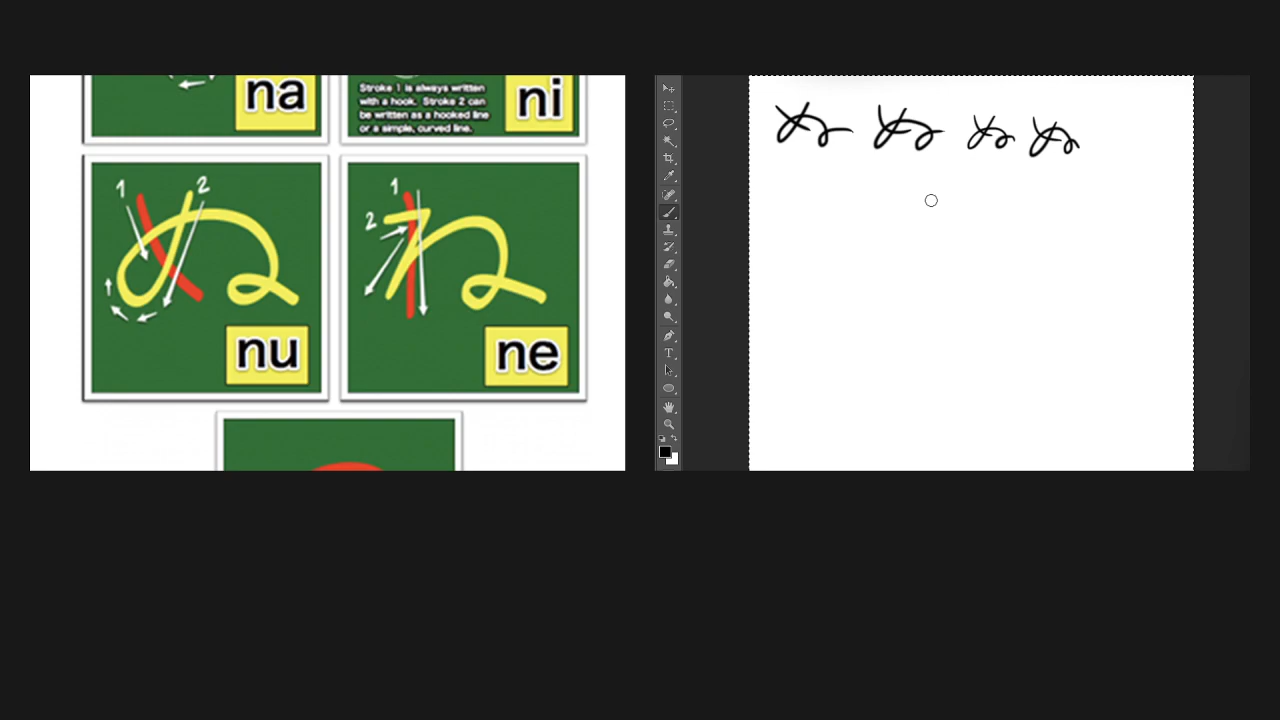 na
Stroke 1 is always written
with a hook. Stroke 2 can
be written as a hooked line
or a simple, curved line.
ni
1 2
ぬ
nu
1
2
ね
ne
ぬ ぬ ぬ ぬ
T